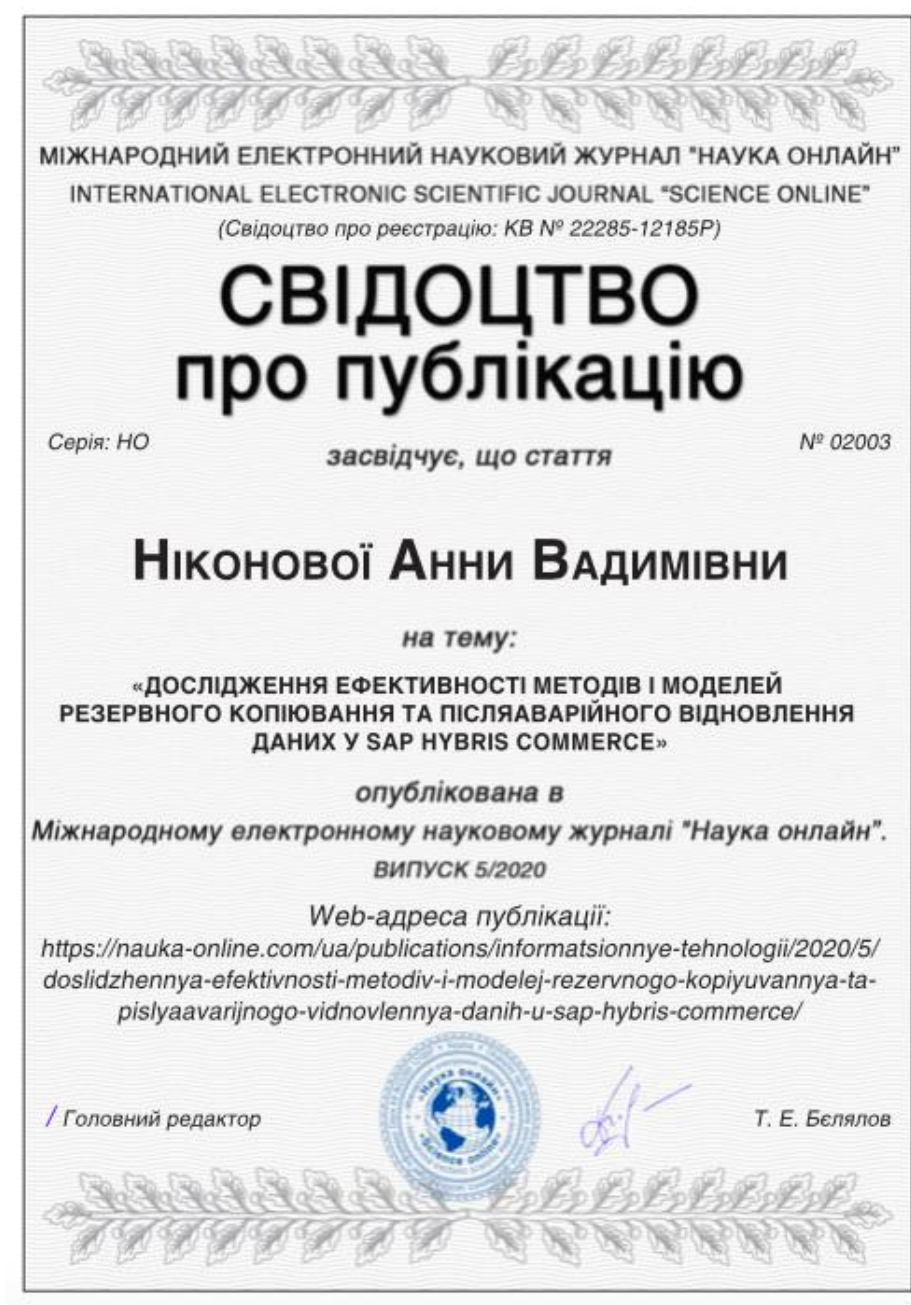 МІЖНАРОДНИЙ ЕЛЕКТРОННИЙ НАУКОВИЙ ЖУРНАЛ "НАУКА ОНЛАЙН"
INTERNATIONAL ELECTRONIC SCIENTIFIC JOURNAL "SCIENCE ONLINE"
(Свідоцтво про реєстрацію: КВ № 22285-12185Р)
СВІДОЦТВО
про публікацію
Серія: НО
№ 02003
засвідчує, що стаття
Ніконової Анни Вадимівни
на тему:
«ДОСЛІДЖЕННЯ ЕФЕКТИВНОСТІ МЕТОДІВ І МОДЕЛЕЙ
РЕЗЕРВНОГО КОПІЮВАННЯ ТА ПІСЛЯАВАРІЙНОГО ВІДНОВЛЕННЯ
ДАНИХ У SAP HYBRIS COMMERCE»
опублікована в
Міжнародному електронному науковому журналі "Наука онлайн".
ВИПУСК 5/2020
Web-адреса публікації:
https://nauka-online.com/ua/publications/informatsionnye-tehnologii/2020/5/
doslidzhennya-efektivnosti-metodiv-i-modelej-rezervnogo-kopiyuvannya-ta-
pislyaavarijnogo-vidnovlennya-danih-u-sap-hybris-commerce/
«Наука онлайн»
«Science online»
/ Головний редактор
Т. Е. Бєлялов